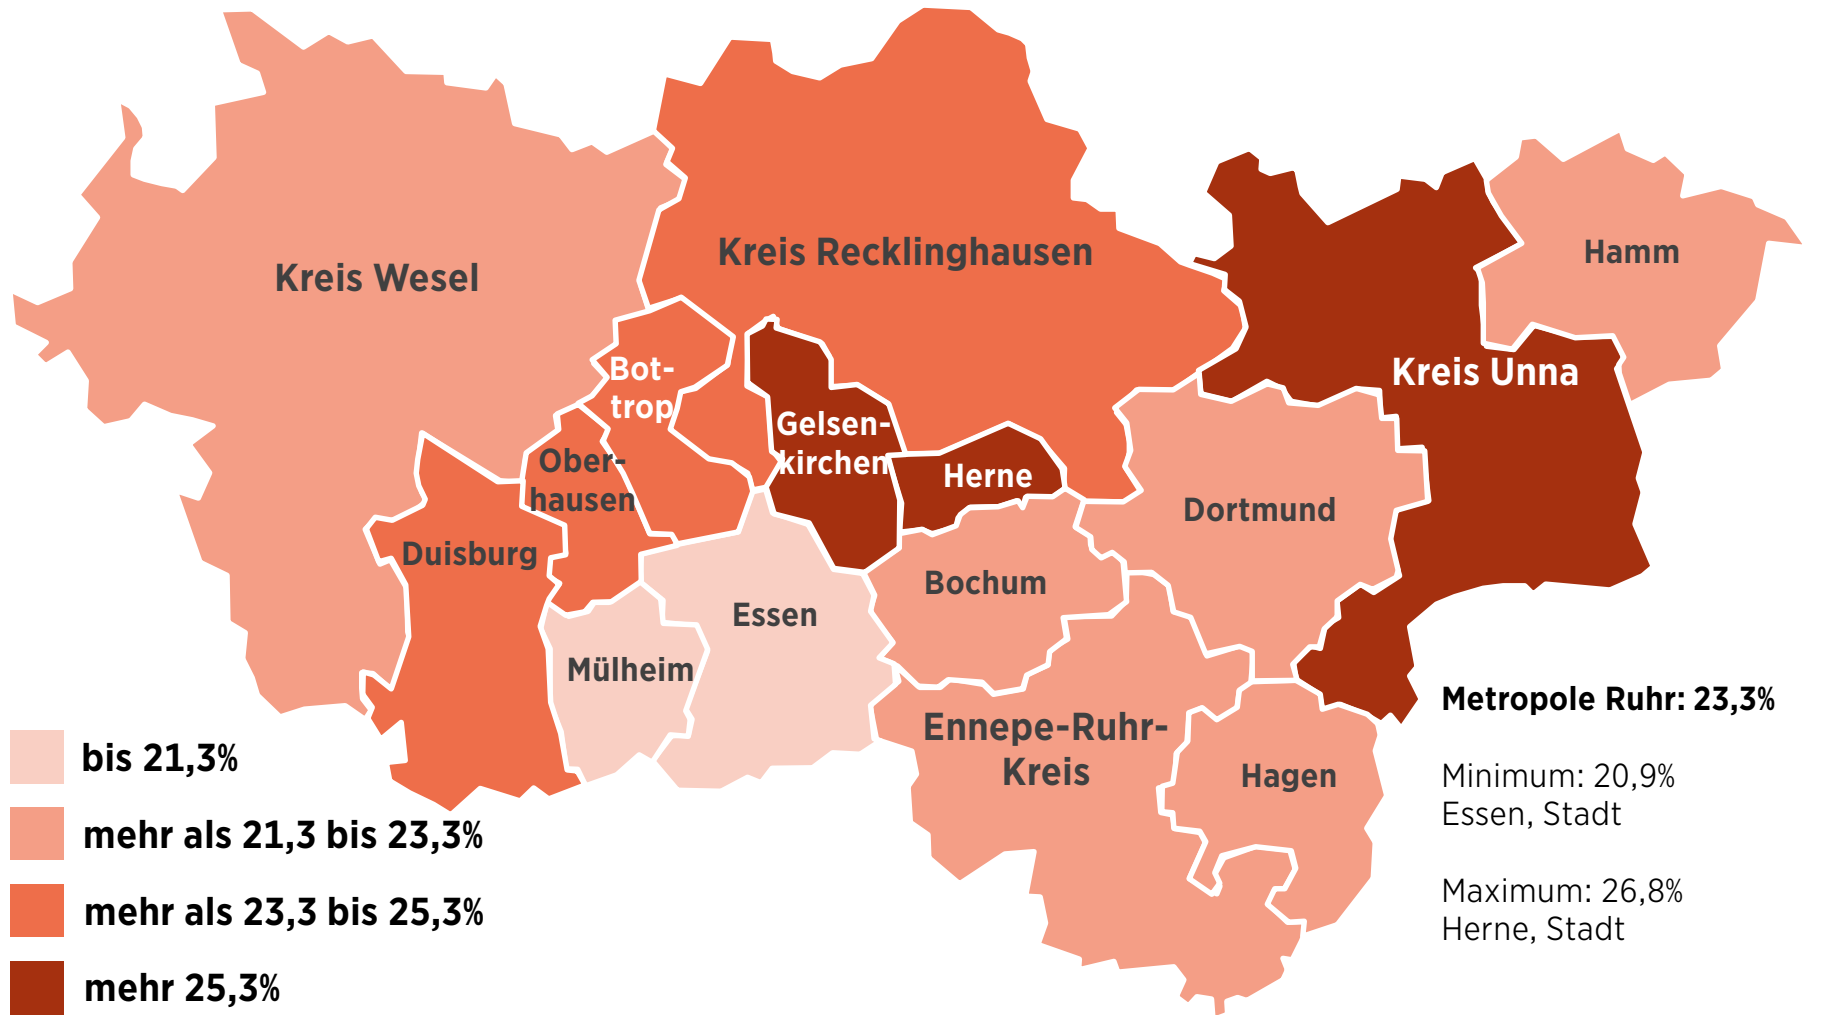 Kreis Wesel
Kreis Recklinghausen
Hamm
Kreis Unna
Bot-
trop
Gelsen-
kirchen
Herne
Ober-
hausen
Dortmund
Duisburg
Bochum
Essen
Mülheim
Ennepe-Ruhr-
Kreis
Hagen
bis 21,3%
mehr als 21,3 bis 23,3%
mehr als 23,3 bis 25,3%
mehr 25,3%
Metropole Ruhr: 23,3%
Minimum: 20,9%
Essen, Stadt
Maximum: 26,8%
Herne, Stadt